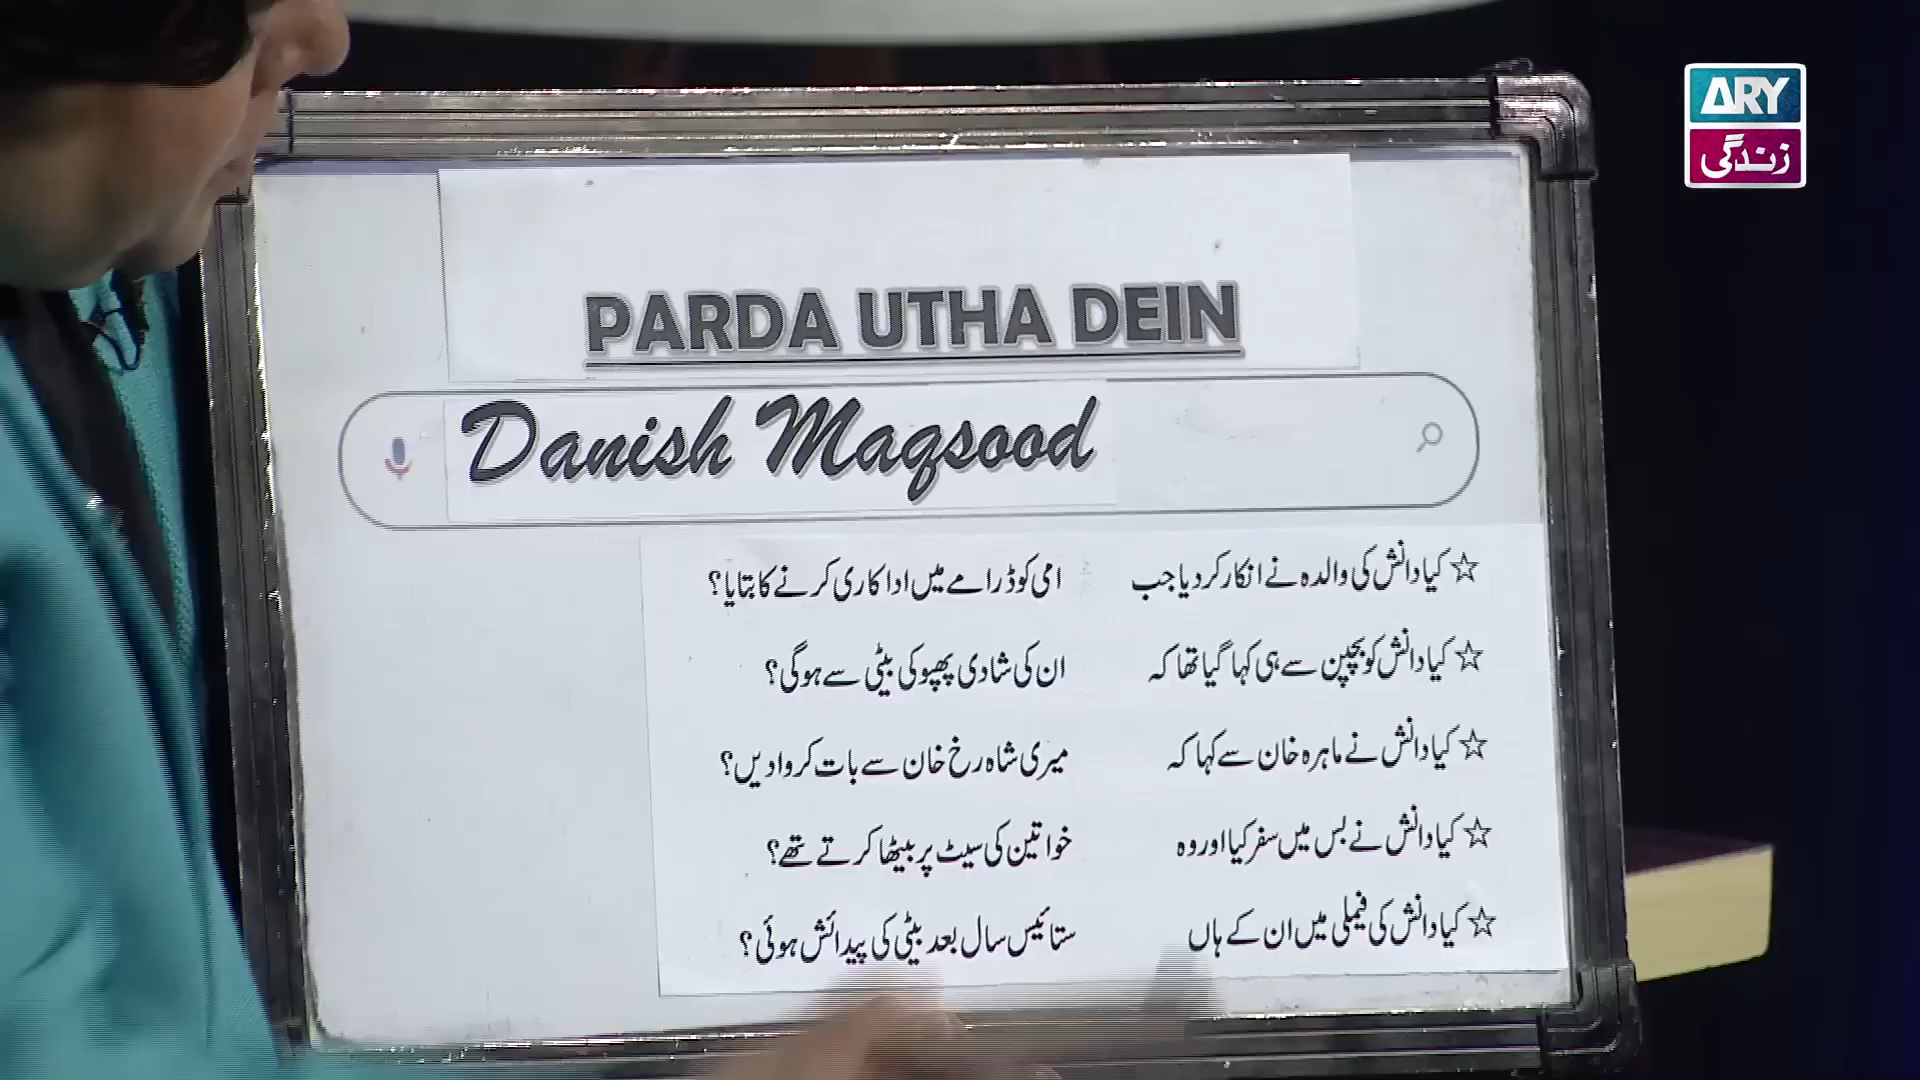 ARY
زندگی
PARDA UTHA DEIN
Danish Maqsood
☆ کیا دانش کی والدہ نے انکار کر دیا جب امی کو ڈرامے میں اداکاری کرنے کا بتایا؟
☆ کیا دانش کو بچپن سے ہی کہا گیا تھا کہ ان کی شادی پھپو کی بیٹی سے ہوگی؟
☆ کیا دانش نے ماہرہ خان سے کہا کہ میری شاہ رخ خان سے بات کروا دیں؟
☆ کیا دانش نے بس میں سفر کیا اور وہ خواتین کی سیٹ پر بیٹھا کرتے تھے؟
☆ کیا دانش کی فیملی میں ان کے ہاں ستائیس سال بعد بیٹی کی پیدائش ہوئی؟